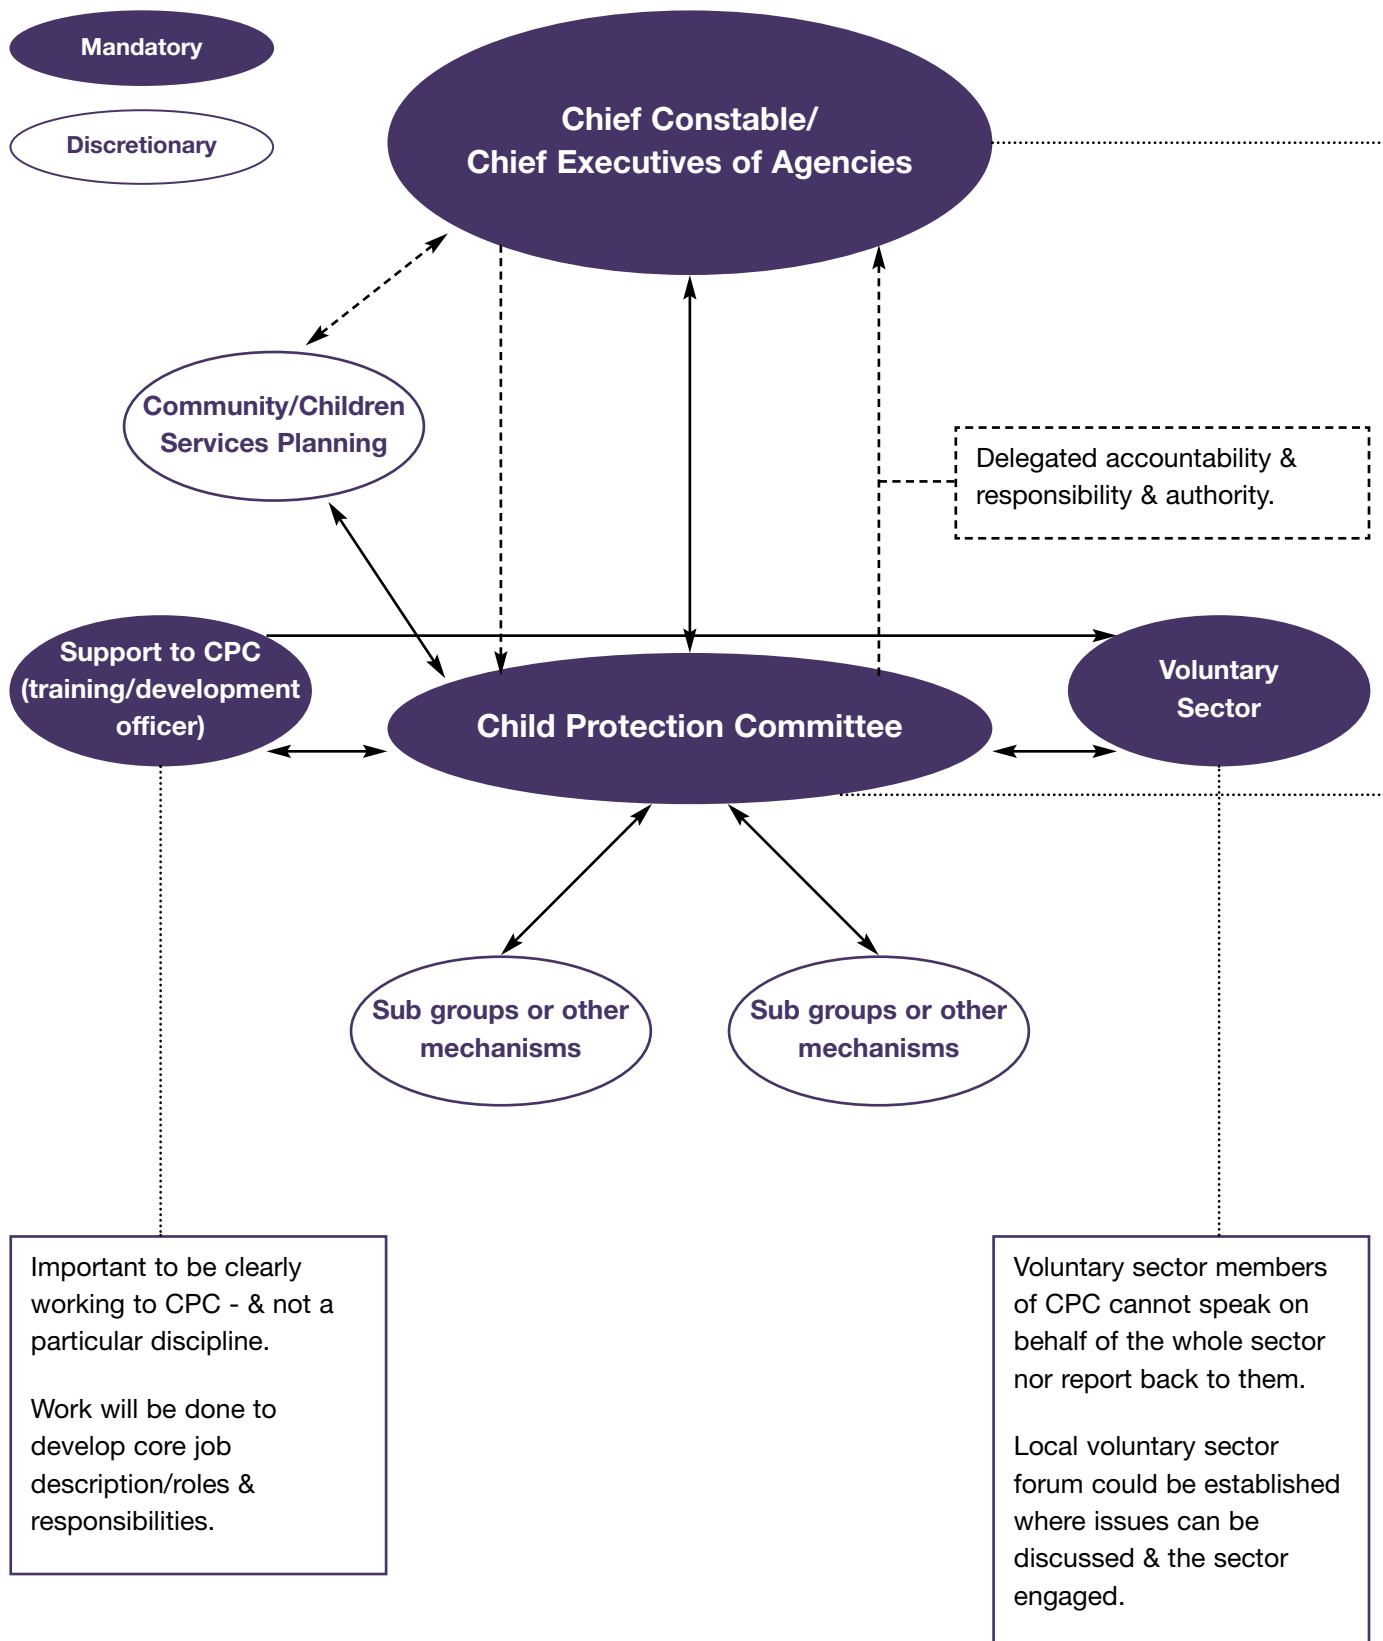 Mandatory
Discretionary
Chief Constable/
Chief Executives of Agencies
Community/Children
Services Planning
Delegated accountability &
responsibility & authority.
Support to CPC
(training/development
officer)
Child Protection Committee
Voluntary
Sector
Sub groups or other
mechanisms
Sub groups or other
mechanisms
Important to be clearly
working to CPC - & not a
particular discipline.
Work will be done to
develop core job
description/roles &
responsibilities.
Voluntary sector members
of CPC cannot speak on
behalf of the whole sector
nor report back to them.
Local voluntary sector
forum could be established
where issues can be
discussed & the sector
engaged.